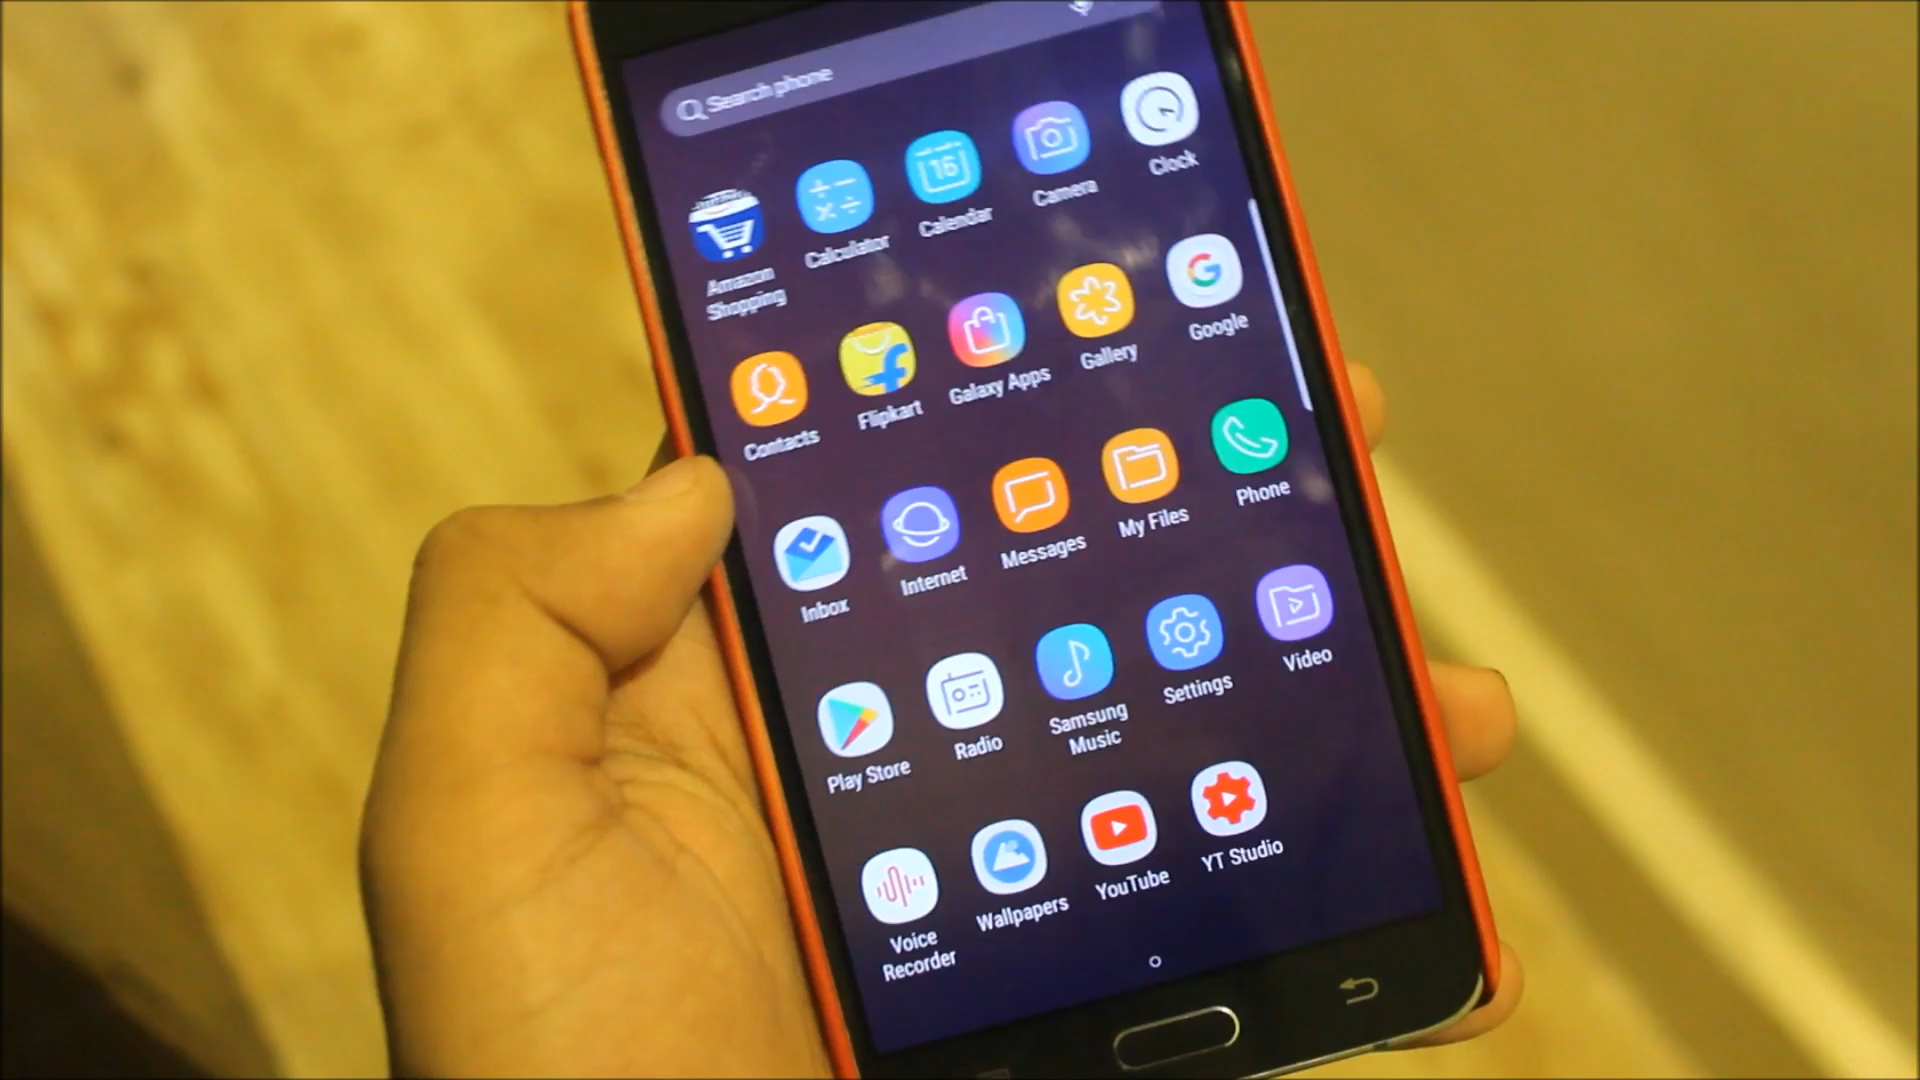 Search phone
Amazon
Shopping
Calculator
16
Calendar
Camera
Clock
Contacts
Flipkart
Galaxy Apps
Gallery
Google
Inbox
Internet
Messages
My Files
Phone
Play Store
Radio
Samsung
Music
Settings
Video
Voice
Recorder
Wallpapers
YouTube
YT Studio